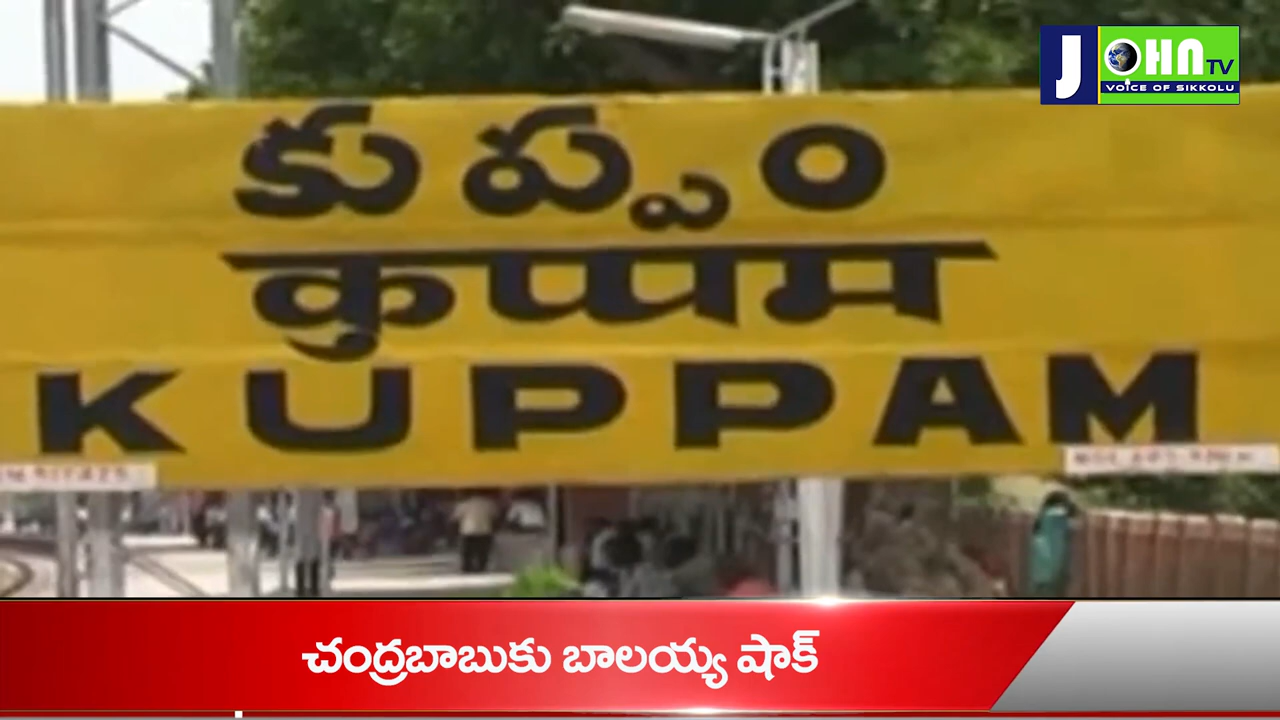 JOHN TV
VOICE OF SIKKOLU
కుప్పం
कुप्पम
KUPPAM
చంద్రబాబుకు బాలయ్య షాక్